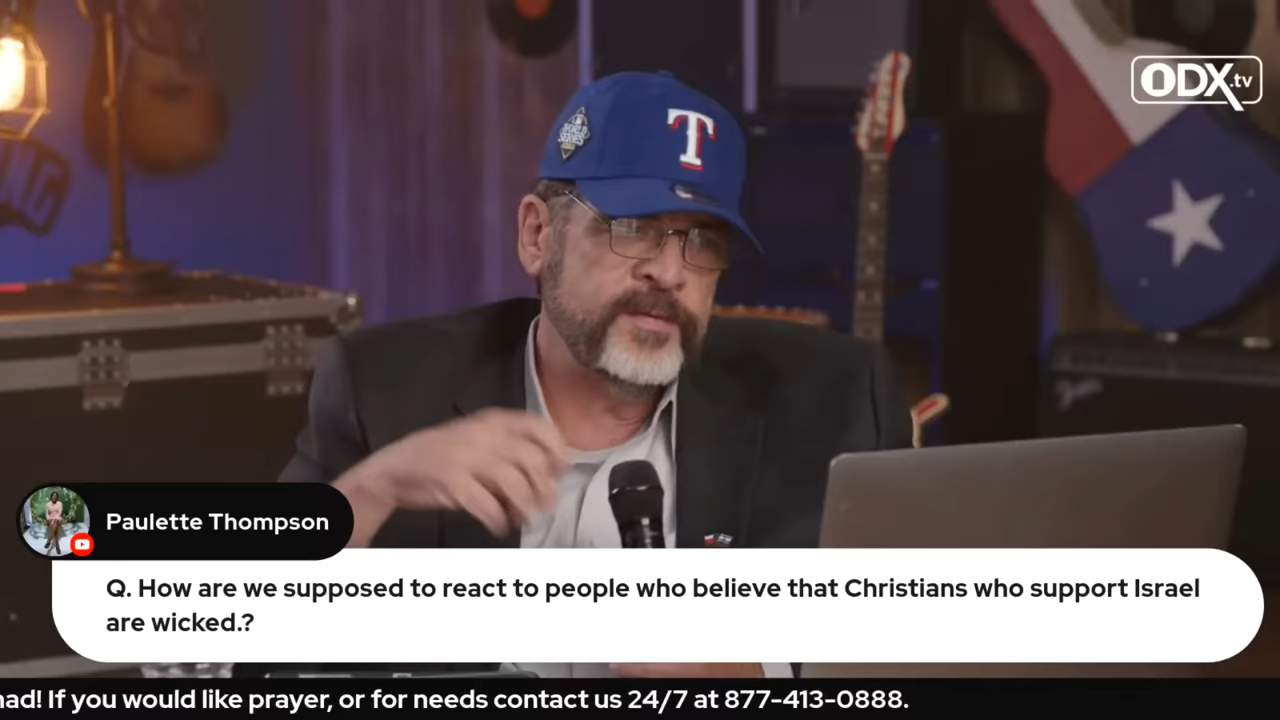 ODX.tv
T
WORLD
SERIES
Paulette Thompson
Q. How are we supposed to react to people who believe that Christians who support Israel
are wicked.?
nad! If you would like prayer, or for needs contact us 24/7 at 877-413-0888.